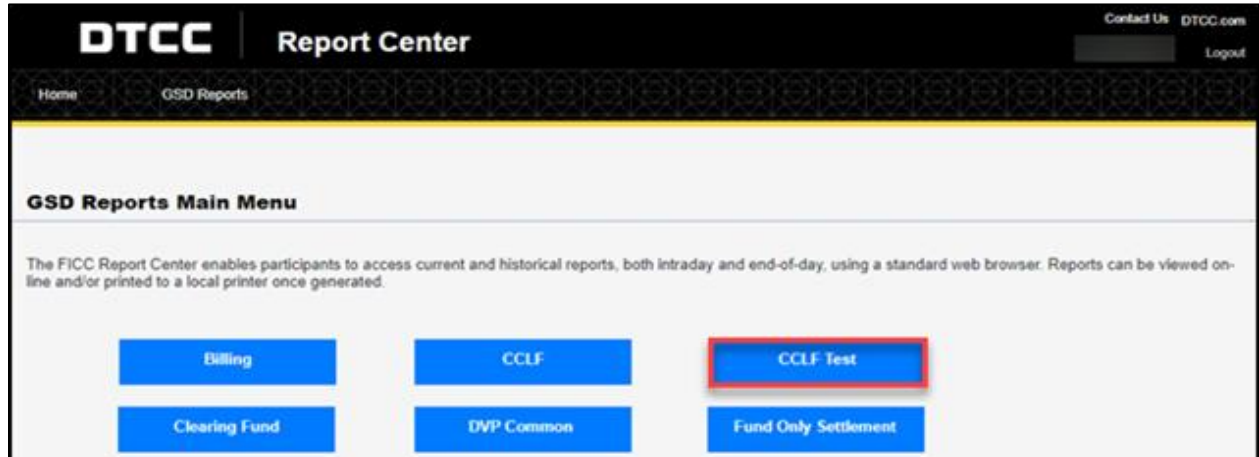 Contact Us DTCC.com
DTCC Report Center
Logout
Home GSD Reports
GSD Reports Main Menu
The FICC Report Center enables participants to access current and historical reports, both intraday and end-of-day, using a standard web browser. Reports can be viewed on-
line and/or printed to a local printer once generated.
Billing CCLF CCLF Test
Clearing Fund DVP Common Fund Only Settlement